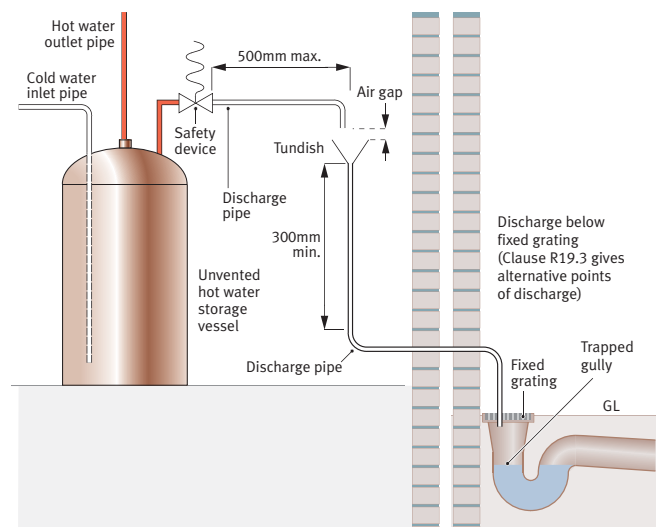 Hot water
outlet pipe
Cold water
inlet pipe
500mm max.
Air gap
Safety
device
Tundish
Discharge
pipe
300mm
min.
Unvented
hot water
storage
vessel
Discharge below
fixed grating
(Clause R19.3 gives
alternative points
of discharge)
Discharge pipe
Trapped
gully
Fixed
grating
GL